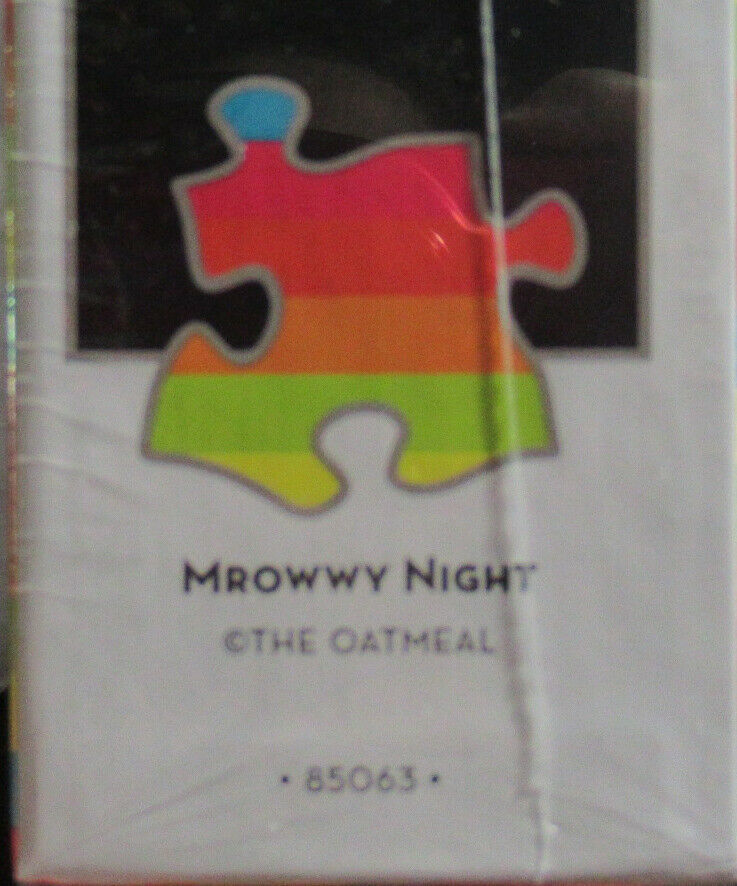 MROWWY NIGHT
©THE OATMEAL
• 85063 •